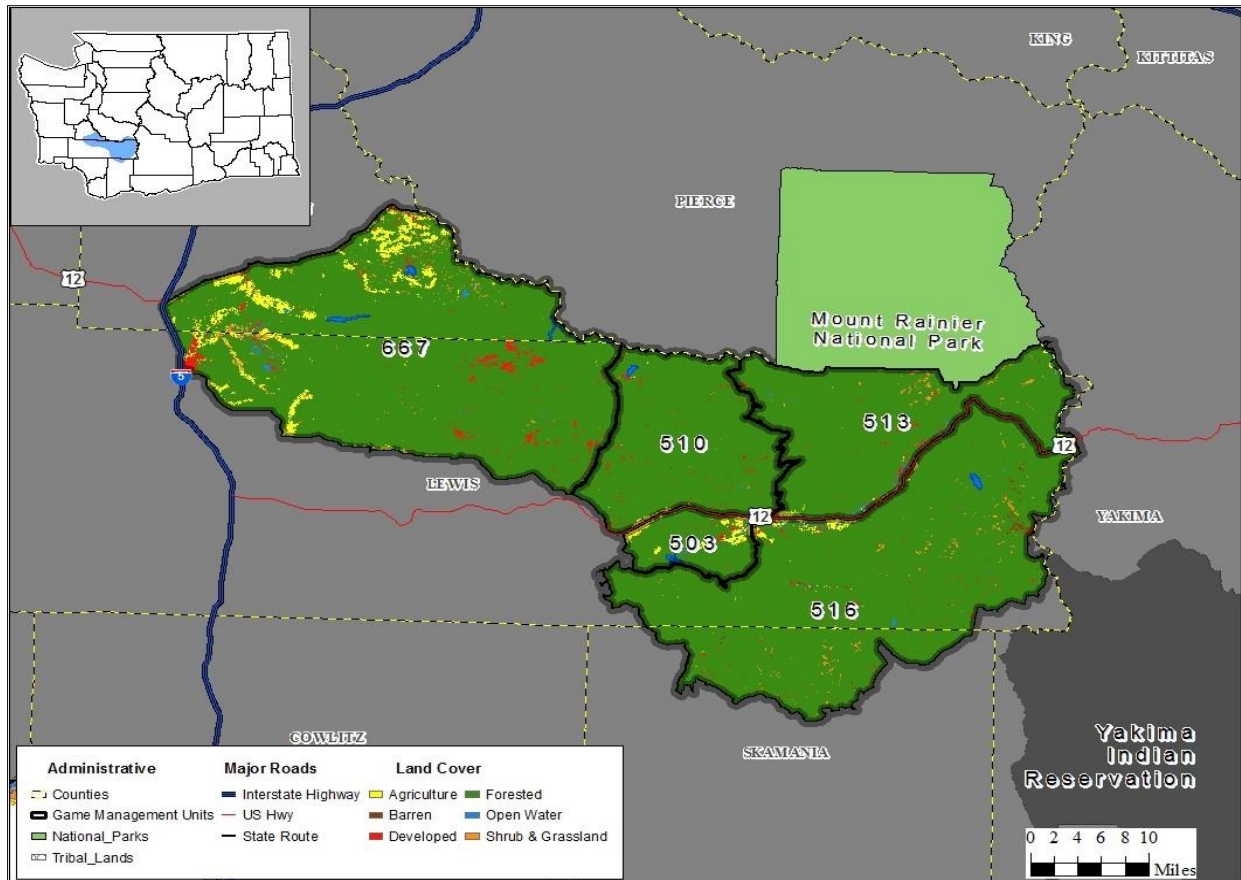 KING
KITTITAS
PIERCE
12
Mount Rainier
National Park
667
5
510
513
12
LEWIS
12
YAKIMA
503
516
COWLITZ
SKAMANIA
Yakima
Indian
Reservation
Administrative
Counties
Game Management Units
National_Parks
Tribal_Lands
Major Roads
Interstate Highway
US Hwy
State Route
Land Cover
Agriculture
Barren
Developed
Forested
Open Water
Shrub & Grassland
0 2 4 6 8 10
Miles